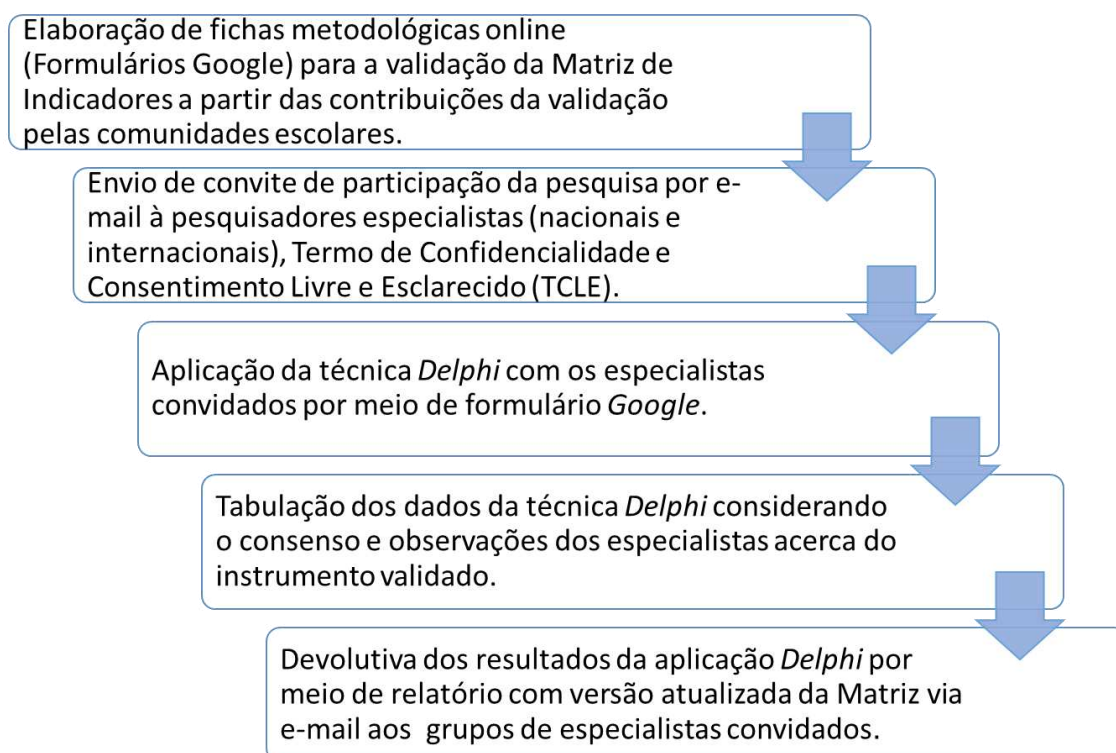 Elaboração de fichas metodológicas online
(Formulários Google) para a validação da Matriz de
Indicadores a partir das contribuições da validação
pelas comunidades escolares.
Envio de convite de participação da pesquisa por e-
mail à pesquisadores especialistas (nacionais e
internacionais), Termo de Confidencialidade e
Consentimento Livre e Esclarecido (TCLE).
Aplicação da técnica Delphi com os especialistas
convidados por meio de formulário Google.
Tabulação dos dados da técnica Delphi considerando
o consenso e observações dos especialistas acerca do
instrumento validado.
Devolutiva dos resultados da aplicação Delphi por
meio de relatório com versão atualizada da Matriz via
e-mail aos grupos de especialistas convidados.